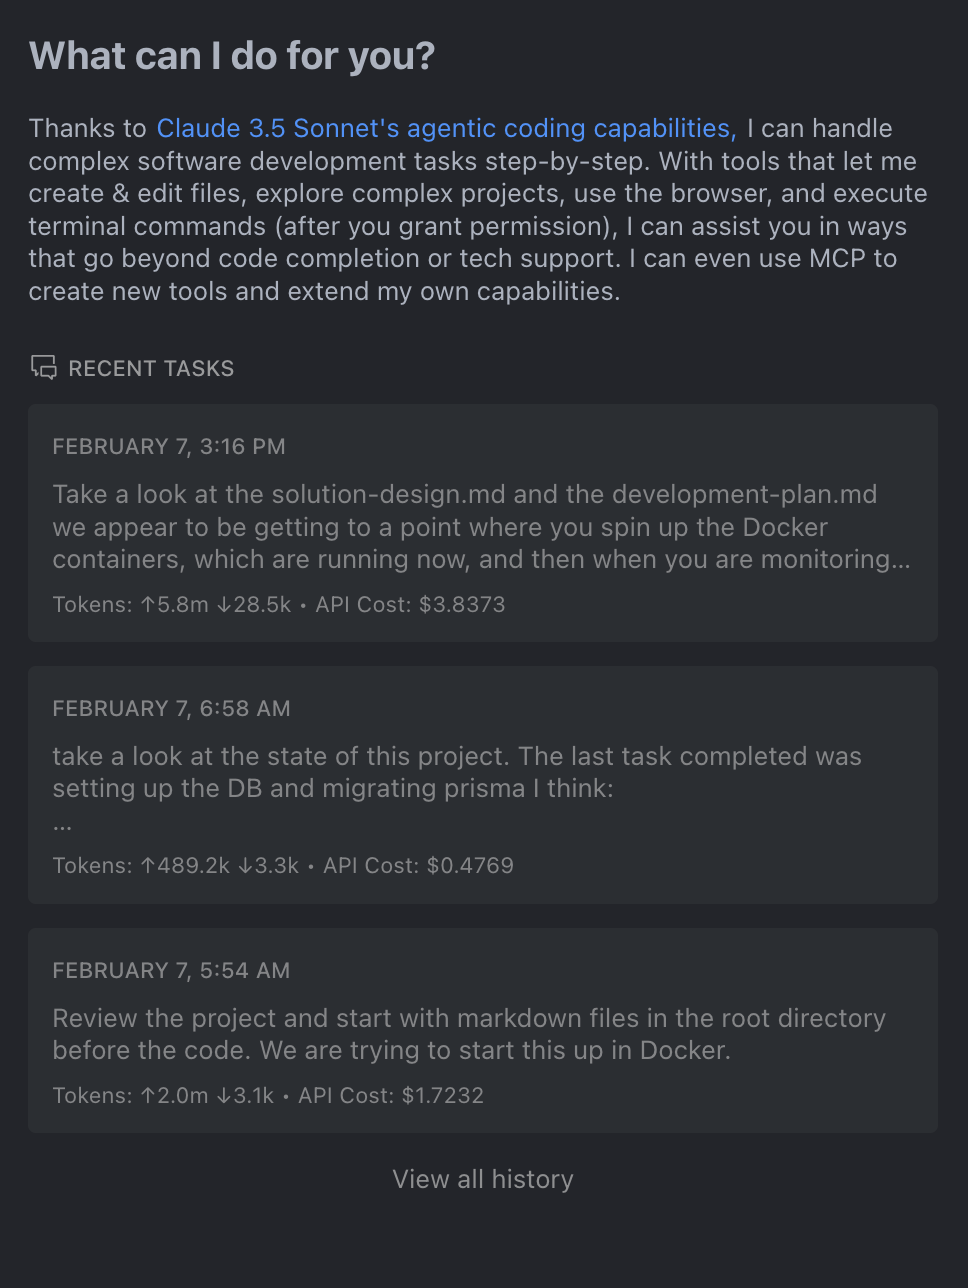 What can I do for you?
Thanks to Claude 3.5 Sonnet's agentic coding capabilities, I can handle
complex software development tasks step-by-step. With tools that let me
create & edit files, explore complex projects, use the browser, and execute
terminal commands (after you grant permission), I can assist you in ways
that go beyond code completion or tech support. I can even use MCP to
create new tools and extend my own capabilities.
RECENT TASKS
FEBRUARY 7, 3:16 PM
Take a look at the solution-design.md and the development-plan.md
we appear to be getting to a point where you spin up the Docker
containers, which are running now, and then when you are monitoring...
Tokens: ↑5.8m ↓28.5k • API Cost: $3.8373
FEBRUARY 7, 6:58 AM
take a look at the state of this project. The last task completed was
setting up the DB and migrating prisma I think:
...
Tokens: ↑489.2k ↓3.3k • API Cost: $0.4769
FEBRUARY 7, 5:54 AM
Review the project and start with markdown files in the root directory
before the code. We are trying to start this up in Docker.
Tokens: ↑2.0m ↓3.1k • API Cost: $1.7232
View all history